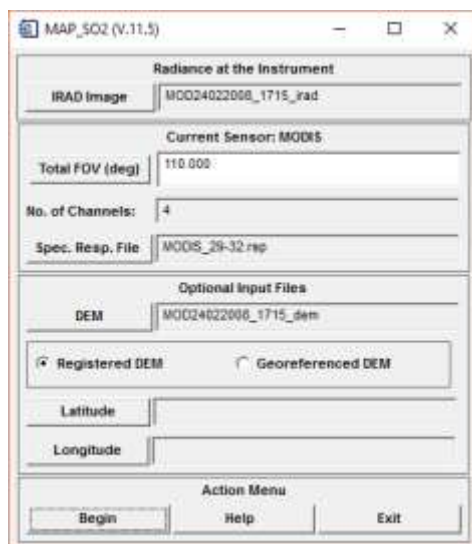 MAP_SO2 (V.11.5)
Radiance at the Instrument
IRAD Image MOD24022008_1715_irad
Current Sensor: MODIS
Total FOV (deg) 110.000
No. of Channels: 4
Spec. Resp. File MODIS_29-32.rsp
Optional Input Files
DEM MOD24022008_1715_dem
Registered DEM Georeferenced DEM
Latitude
Longitude
Action Menu
Begin Help Exit